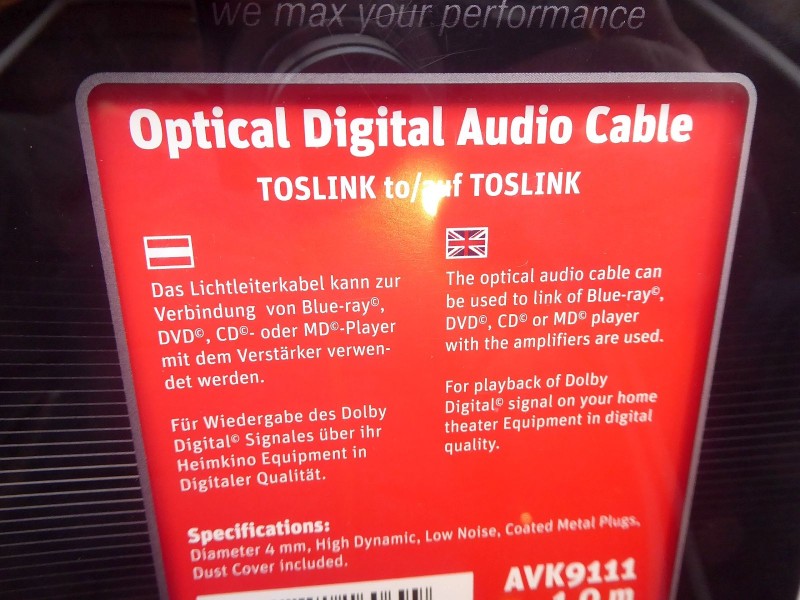 we max your performance
Optical Digital Audio Cable
TOSLINK to/auf TOSLINK
Das Lichtleiterkabel kann zur
Verbindung von Blue-ray©,
DVD©, CD©- oder MD©-Player
mit dem Verstärker verwen-
det werden.
Für Wiedergabe des Dolby
Digital© Signales über ihr
Heimkino Equipment in
Digitaler Qualität.
The optical audio cable can
be used to link of Blue-ray©,
DVD©, CD© or MD© player
with the amplifiers are used.
For playback of Dolby
Digital© signal on your home
theater Equipment in digital
quality.
Specifications:
Diameter 4 mm, High Dynamic, Low Noise, Coated Metal Plugs,
Dust Cover included.
AVK9111
1.0 m